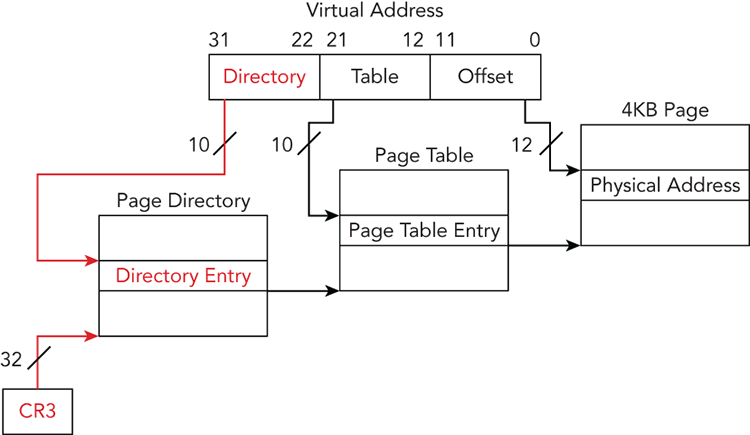 Virtual Address
31 22 21 12 11 0
Directory Table Offset
4KB Page
10 10 12
Page Table
Physical Address
Page Directory
Page Table Entry
Directory Entry
32
CR3